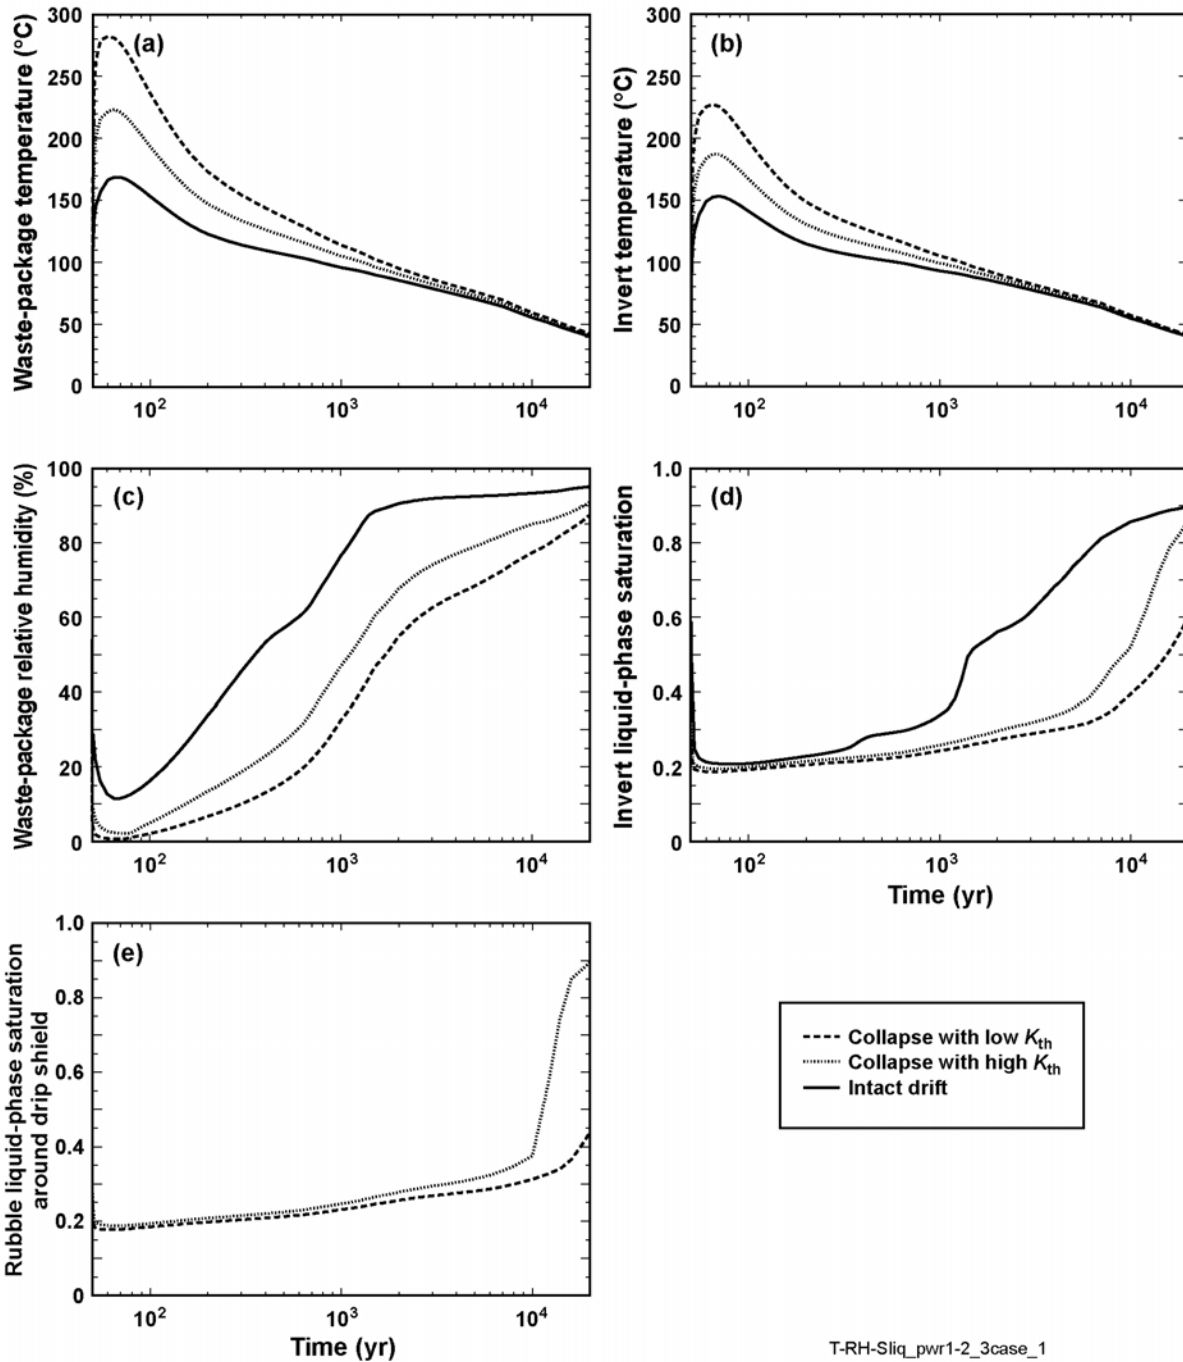 (a)
Waste-package temperature (°C)
300
250
200
150
100
50
0
10²
10³
10⁴
(b)
Invert temperature (°C)
300
250
200
150
100
50
0
10²
10³
10⁴
(c)
Waste-package relative humidity (%)
100
80
60
40
20
0
10²
10³
10⁴
(d)
Invert liquid-phase saturation
1.0
0.8
0.6
0.4
0.2
0
10²
10³
10⁴
Time (yr)
(e)
Rubble liquid-phase saturation
around drip shield
1.0
0.8
0.6
0.4
0.2
0
10²
10³
10⁴
Time (yr)
Collapse with low Kth
Collapse with high Kth
Intact drift
T-RH-Sliq_pwr1-2_3case_1